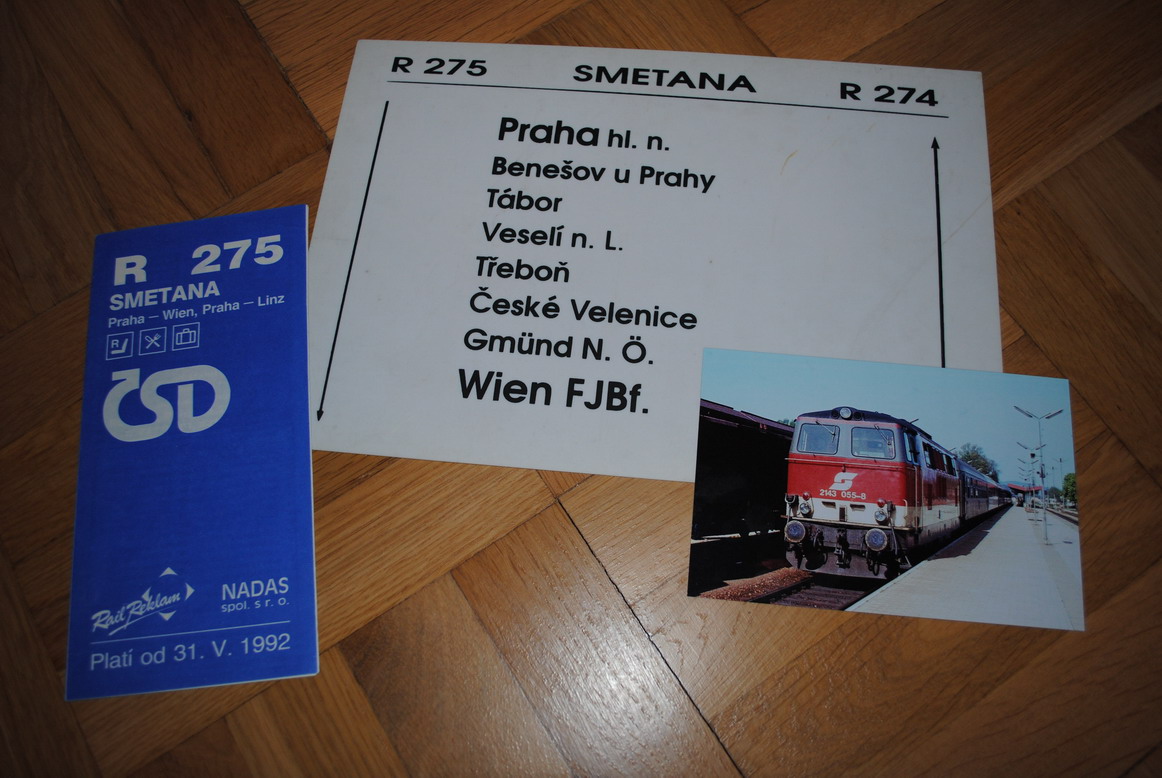 R 275 SMETANA R 274
Praha hl. n.
Benešov u Prahy
Tábor
Veselí n. L.
Třeboň
České Velenice
Gmünd N. Ö.
Wien FJBf.
R 275
SMETANA
Praha – Wien, Praha – Linz
R
ČSD
Rail Reklam
NADAS
spol. s r. o.
Platí od 31. V. 1992
2143 055-8